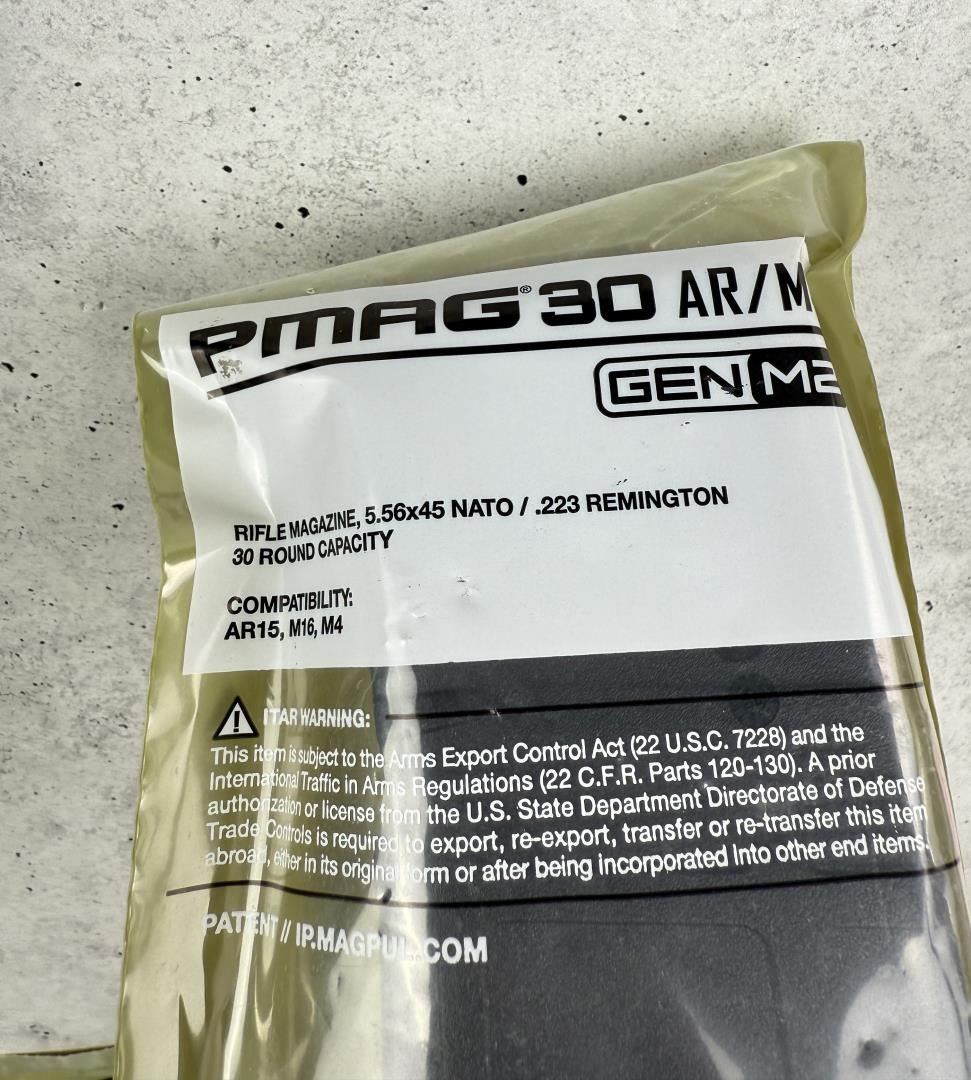 PMAG® 30 AR/M
GEN M2
RIFLE MAGAZINE, 5.56x45 NATO / .223 REMINGTON
30 ROUND CAPACITY
COMPATIBILITY:
AR15, M16, M4
ITAR WARNING:
This item is subject to the Arms Export Control Act (22 U.S.C. 7228) and the
International Traffic in Arms Regulations (22 C.F.R. Parts 120-130). A prior
authorization or license from the U.S. State Department Directorate of Defense
Trade Controls is required to export, re-export, transfer or re-transfer this item
abroad, either in its original form or after being incorporated Into other end items.
PATENT // IP.MAGPUL.COM